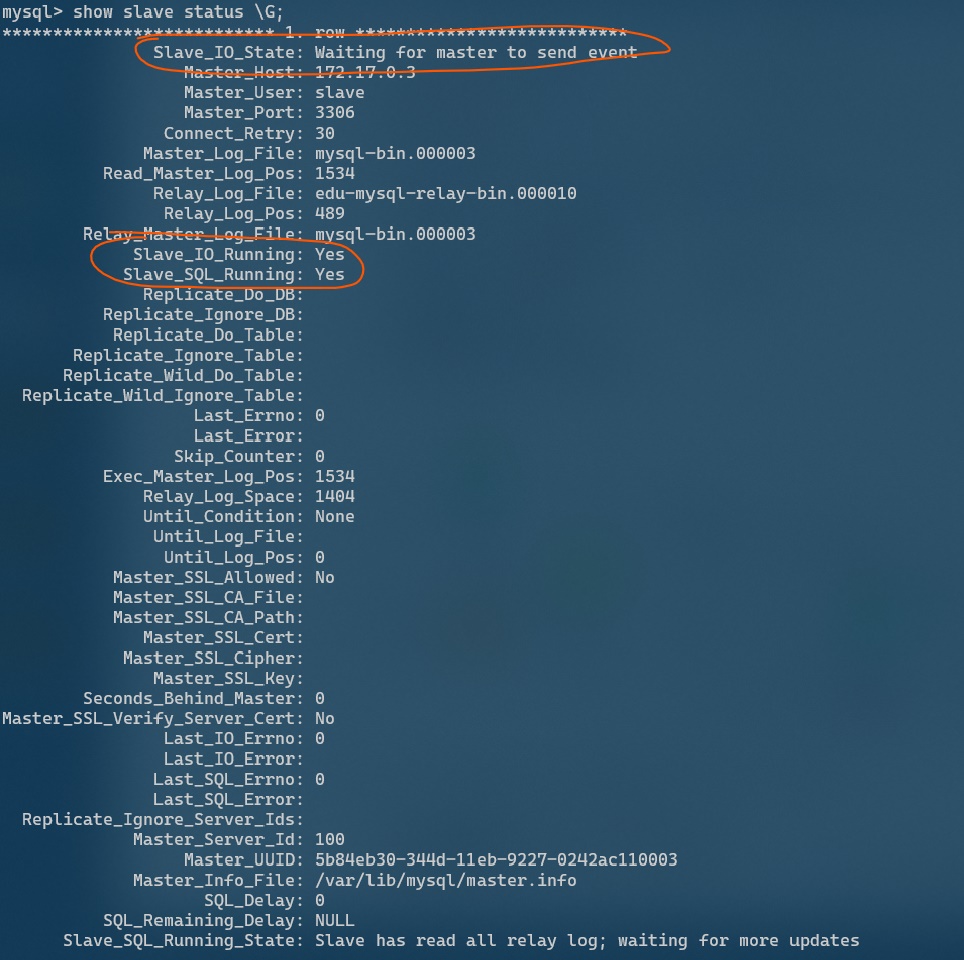 mysql> show slave status \G;
*************************** 1. row ***************************
Slave_IO_State: Waiting for master to send event
Master_Host: 172.17.0.3
Master_User: slave
Master_Port: 3306
Connect_Retry: 30
Master_Log_File: mysql-bin.000003
Read_Master_Log_Pos: 1534
Relay_Log_File: edu-mysql-relay-bin.000010
Relay_Log_Pos: 489
Relay_Master_Log_File: mysql-bin.000003
Slave_IO_Running: Yes
Slave_SQL_Running: Yes
Replicate_Do_DB:
Replicate_Ignore_DB:
Replicate_Do_Table:
Replicate_Ignore_Table:
Replicate_Wild_Do_Table:
Replicate_Wild_Ignore_Table:
Last_Errno: 0
Last_Error:
Skip_Counter: 0
Exec_Master_Log_Pos: 1534
Relay_Log_Space: 1404
Until_Condition: None
Until_Log_File:
Until_Log_Pos: 0
Master_SSL_Allowed: No
Master_SSL_CA_File:
Master_SSL_CA_Path:
Master_SSL_Cert:
Master_SSL_Cipher:
Master_SSL_Key:
Seconds_Behind_Master: 0
Master_SSL_Verify_Server_Cert: No
Last_IO_Errno: 0
Last_IO_Error:
Last_SQL_Errno: 0
Last_SQL_Error:
Replicate_Ignore_Server_Ids:
Master_Server_Id: 100
Master_UUID: 5b84eb30-344d-11eb-9227-0242ac110003
Master_Info_File: /var/lib/mysql/master.info
SQL_Delay: 0
SQL_Remaining_Delay: NULL
Slave_SQL_Running_State: Slave has read all relay log; waiting for more updates